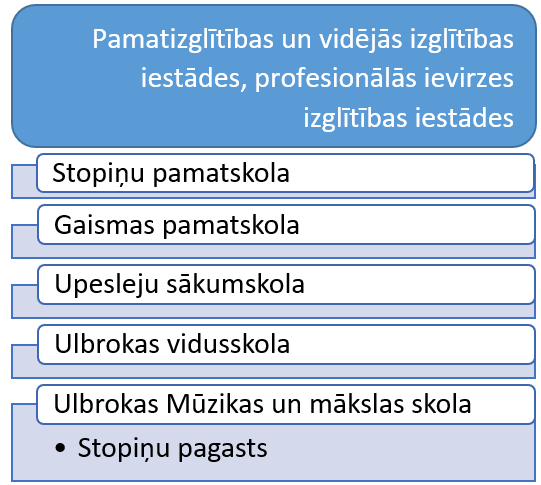 Pamatizglītības un vidējās izglītības
iestādes, profesionālās ievirzes
izglītības iestādes
Stopiņu pamatskola
Gaismas pamatskola
Upesleju sākumskola
Ulbrokas vidusskola
Ulbrokas Mūzikas un mākslas skola
• Stopiņu pagasts